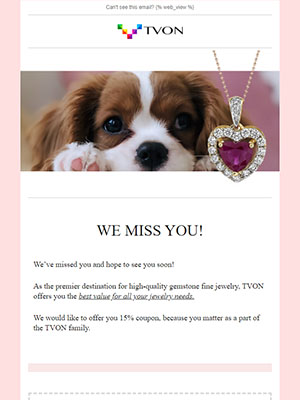 Can't see this email? {% web_view %}
TVON
WE MISS YOU!
We've missed you and hope to see you soon!
As the premier destination for high-quality gemstone fine jewelry, TVON
offers you the best value for all your jewelry needs.
We would like to offer you 15% coupon, because you matter as a part of
the TVON family.